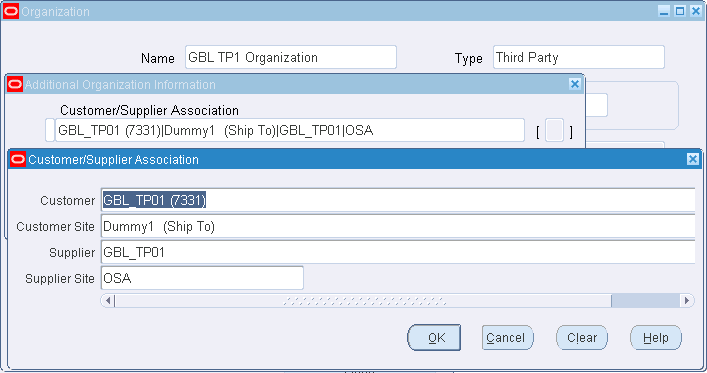 Organization
Name GBL TP1 Organization Type Third Party
Additional Organization Information
Customer/Supplier Association
GBL_TP01 (7331)|Dummy1 (Ship To)|GBL_TP01|OSA [ ]
Customer/Supplier Association
Customer GBL_TP01 (7331)
Customer Site Dummy1 (Ship To)
Supplier GBL_TP01
Supplier Site OSA
OK Cancel Clear Help